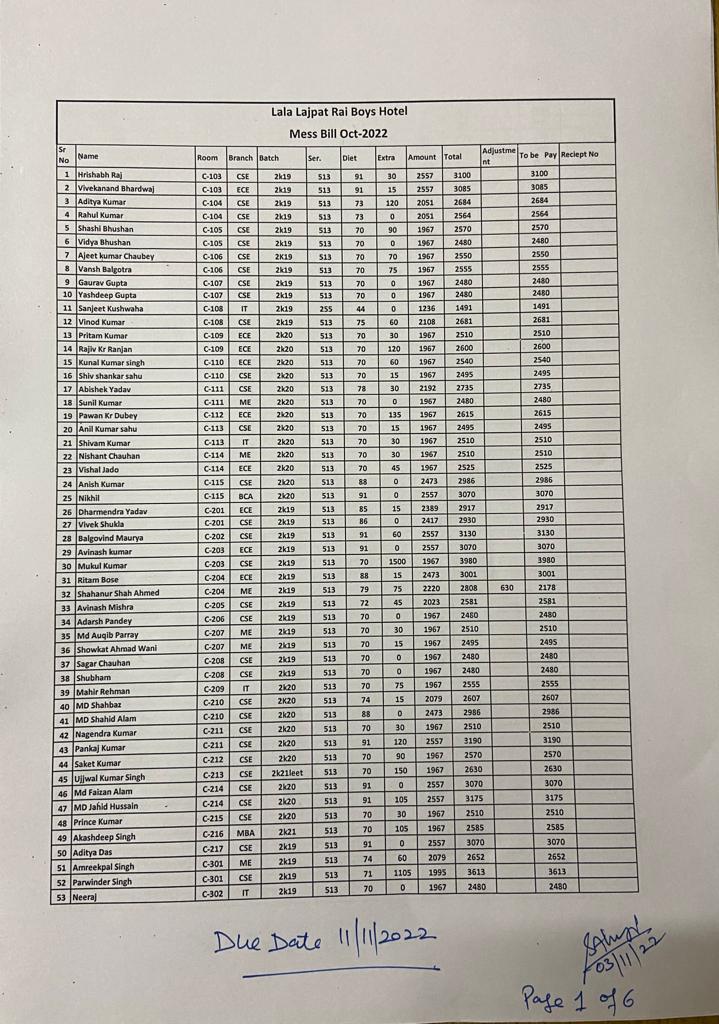 Lala Lajpat Rai Boys Hotel
Mess Bill Oct-2022
Sr No Name Room Branch Batch Ser. Diet Extra Amount Total Adjustme nt To be Pay Reciept No
1 Hrishabh Raj C-103 CSE 2k19 513 91 30 2557 3100 3100
2 Vivekanand Bhardwaj C-103 ECE 2k19 513 91 15 2557 3085 3085
3 Aditya Kumar C-104 CSE 2k19 513 73 120 2051 2684 2684
4 Rahul Kumar C-104 CSE 2k19 513 73 0 2051 2564 2564
5 Shashi Bhushan C-105 CSE 2k19 513 70 90 1967 2570 2570
6 Vidya Bhushan C-105 CSE 2k19 513 70 0 1967 2480 2480
7 Ajeet kumar Chaubey C-106 CSE 2k19 513 70 70 1967 2550 2550
8 Vansh Balgotra C-106 CSE 2k19 513 70 75 1967 2555 2555
9 Gaurav Gupta C-107 CSE 2k19 513 70 0 1967 2480 2480
10 Yashdeep Gupta C-107 CSE 2k19 513 70 0 1967 2480 2480
11 Sanjeet Kushwaha C-108 IT 2k19 255 44 0 1236 1491 1491
12 Vinod Kumar C-108 CSE 2k19 513 75 60 2108 2681 2681
13 Pritam Kumar C-109 ECE 2k20 513 70 30 1967 2510 2510
14 Rajiv Kr Ranjan C-109 ECE 2k20 513 70 120 1967 2600 2600
15 Kunal Kumar singh C-110 ECE 2k20 513 70 60 1967 2540 2540
16 Shiv shankar sahu C-110 CSE 2k20 513 70 15 1967 2495 2495
17 Abishek Yadav C-111 CSE 2k20 513 78 30 2192 2735 2735
18 Sunil Kumar C-111 ME 2k20 513 70 0 1967 2480 2480
19 Pawan Kr Dubey C-112 ECE 2k20 513 70 135 1967 2615 2615
20 Anil Kumar sahu C-113 CSE 2k20 513 70 15 1967 2495 2495
21 Shivam Kumar C-113 IT 2k20 513 70 30 1967 2510 2510
22 Nishant Chauhan C-114 ME 2k20 513 70 30 1967 2510 2510
23 Vishal Jado C-114 ECE 2k20 513 70 45 1967 2525 2525
24 Anish Kumar C-115 CSE 2k20 513 88 0 2473 2986 2986
25 Nikhil C-115 BCA 2k20 513 91 0 2557 3070 3070
26 Dharmendra Yadav C-201 ECE 2k19 513 85 15 2389 2917 2917
27 Vivek Shukla C-201 CSE 2k19 513 86 0 2417 2930 2930
28 Balgovind Maurya C-202 CSE 2k19 513 91 60 2557 3130 3130
29 Avinash kumar C-203 ECE 2k19 513 91 0 2557 3070 3070
30 Mukul Kumar C-203 CSE 2k19 513 70 1500 1967 3980 3980
31 Ritam Bose C-204 ECE 2k19 513 88 15 2473 3001 3001
32 Shahanur Shah Ahmed C-204 ME 2k19 513 79 75 2220 2808 630 2178
33 Avinash Mishra C-205 CSE 2k19 513 72 45 2023 2581 2581
34 Adarsh Pandey C-206 CSE 2k19 513 70 0 1967 2480 2480
35 Md Auqib Parray C-207 ME 2k19 513 70 30 1967 2510 2510
36 Showkat Ahmad Wani C-207 ME 2k19 513 70 15 1967 2495 2495
37 Sagar Chauhan C-208 CSE 2k19 513 70 0 1967 2480 2480
38 Shubham C-208 CSE 2k19 513 70 0 1967 2480 2480
39 Mahir Rehman C-209 IT 2k20 513 70 75 1967 2555 2555
40 MD Shahbaz C-210 CSE 2K20 513 74 15 2079 2607 2607
41 MD Shahid Alam C-210 CSE 2k20 513 88 0 2473 2986 2986
42 Nagendra Kumar C-211 CSE 2k20 513 70 30 1967 2510 2510
43 Pankaj Kumar C-211 CSE 2k20 513 91 120 2557 3190 3190
44 Saket Kumar C-212 CSE 2k20 513 70 90 1967 2570 2570
45 Ujjwal Kumar Singh C-213 CSE 2k21leet 513 70 150 1967 2630 2630
46 Md Faizan Alam C-214 CSE 2k20 513 91 0 2557 3070 3070
47 MD Jahid Hussain C-214 CSE 2k20 513 91 105 2557 3175 3175
48 Prince Kumar C-215 CSE 2k20 513 70 30 1967 2510 2510
49 Akashdeep Singh C-216 MBA 2k21 513 70 105 1967 2585 2585
50 Aditya Das C-217 CSE 2k19 513 91 0 2557 3070 3070
51 Amreekpal Singh C-301 ME 2k19 513 74 60 2079 2652 2652
52 Parwinder Singh C-301 CSE 2k19 513 71 1105 1995 3613 3613
53 Neeraj C-302 IT 2k19 513 70 0 1967 2480 2480
Due Date 11/11/2022
03/11/22
Page 1 of 6